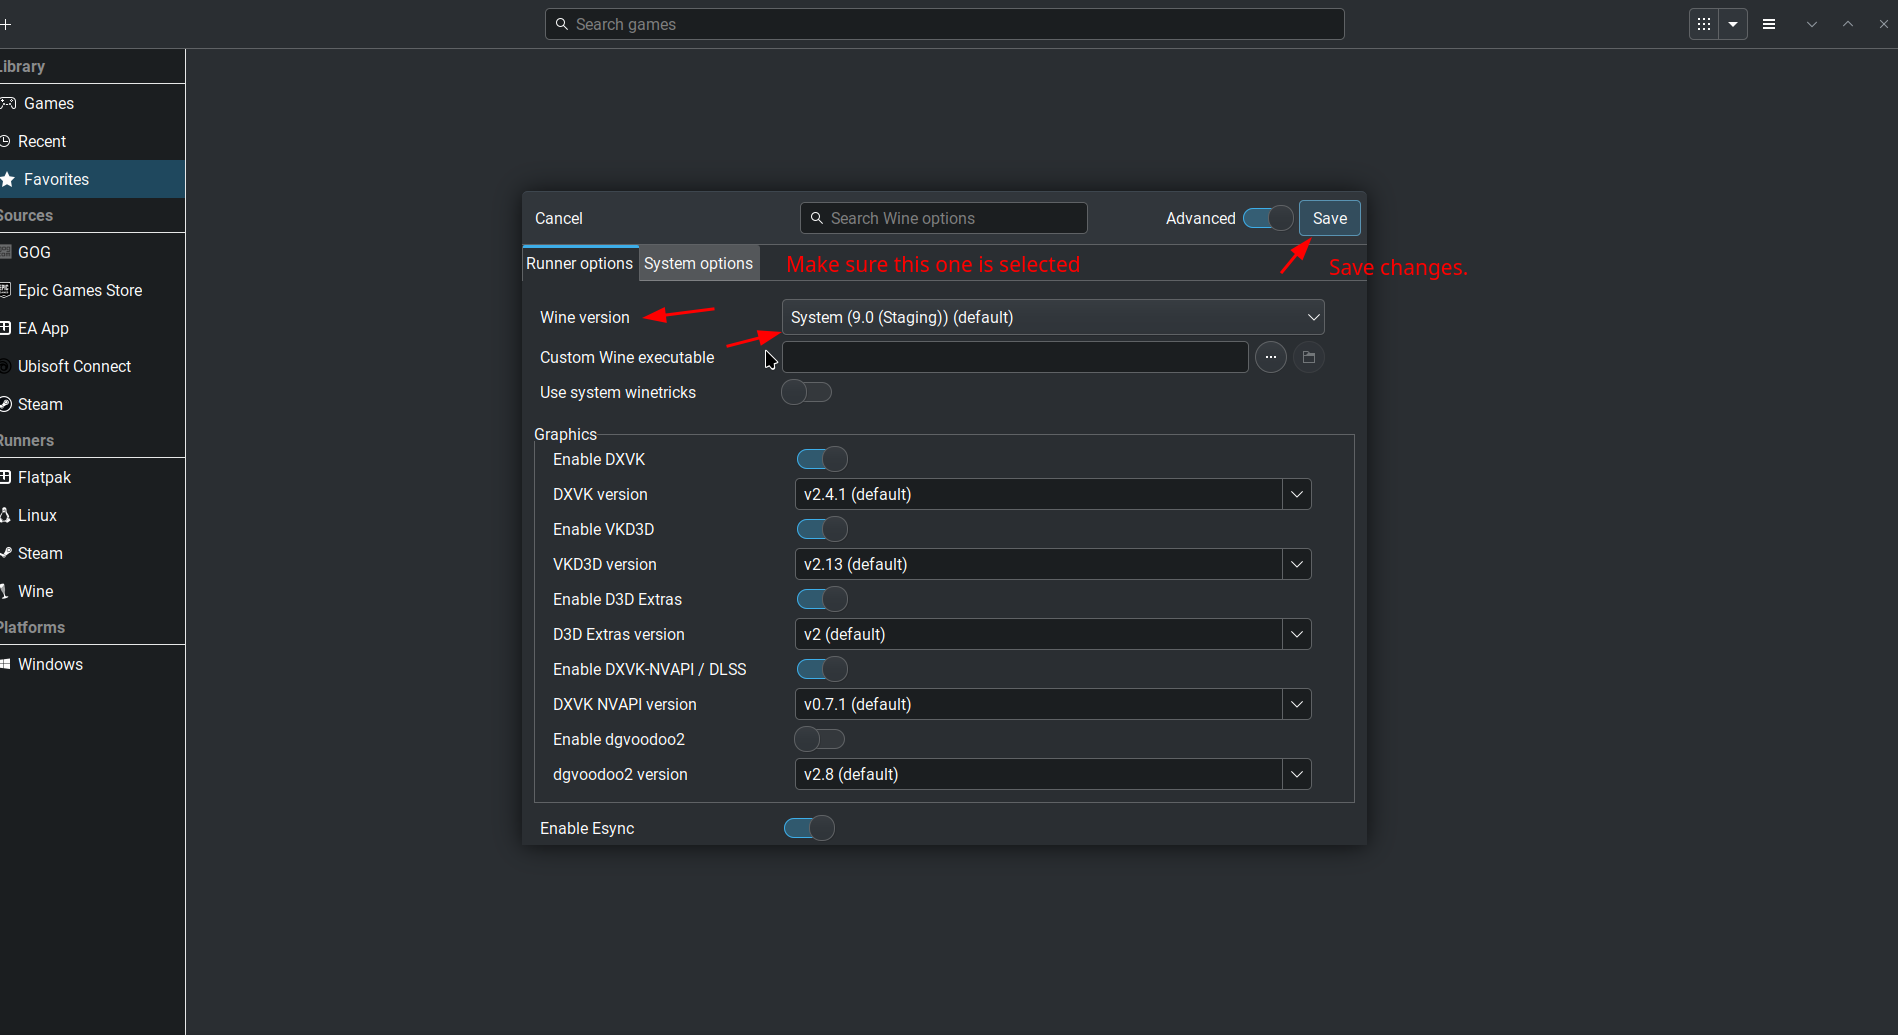 Search games
Library
Games
Recent
Favorites
Sources
GOG
Epic Games Store
EA App
Ubisoft Connect
Steam
Runners
Flatpak
Linux
Steam
Wine
Platforms
Windows
Cancel
Search Wine options
Advanced
Save
Runner options
System options
Make sure this one is selected
Save changes.
Wine version
System (9.0 (Staging)) (default)
Custom Wine executable
Use system winetricks
Graphics
Enable DXVK
DXVK version
v2.4.1 (default)
Enable VKD3D
VKD3D version
v2.13 (default)
Enable D3D Extras
D3D Extras version
v2 (default)
Enable DXVK-NVAPI / DLSS
DXVK NVAPI version
v0.7.1 (default)
Enable dgvoodoo2
dgvoodoo2 version
v2.8 (default)
Enable Esync